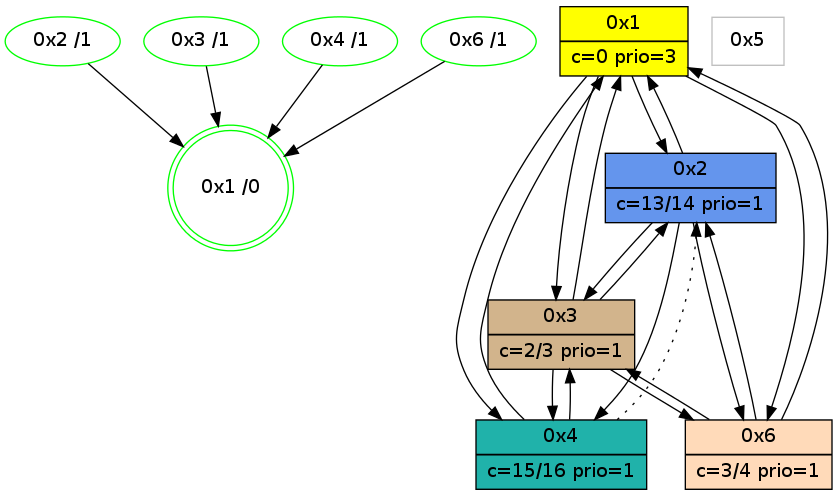 0x2 /1
0x3 /1
0x4 /1
0x6 /1
0x1
c=0 prio=3
0x5
0x1 /0
0x2
c=13/14 prio=1
0x3
c=2/3 prio=1
0x4
c=15/16 prio=1
0x6
c=3/4 prio=1